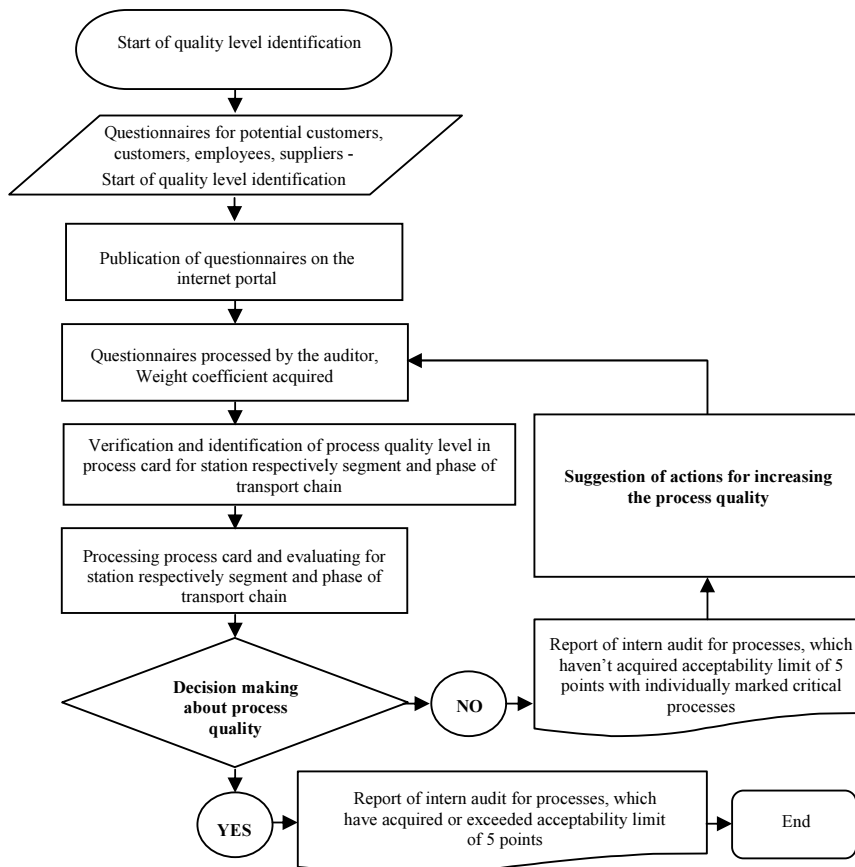 Start of quality level identification
Questionnaires for potential customers,
customers, employees, suppliers -
Start of quality level identification
Publication of questionnaires on the
internet portal
Questionnaires processed by the auditor,
Weight coefficient acquired
Verification and identification of process quality level in
process card for station respectively segment and phase of
transport chain
Suggestion of actions for increasing
the process quality
Processing process card and evaluating for
station respectively segment and phase of
transport chain
Decision making
about process
quality
NO
Report of intern audit for processes, which
haven’t acquired acceptability limit of 5
points with individually marked critical
processes
YES
Report of intern audit for processes, which
have acquired or exceeded acceptability limit
of 5 points
End